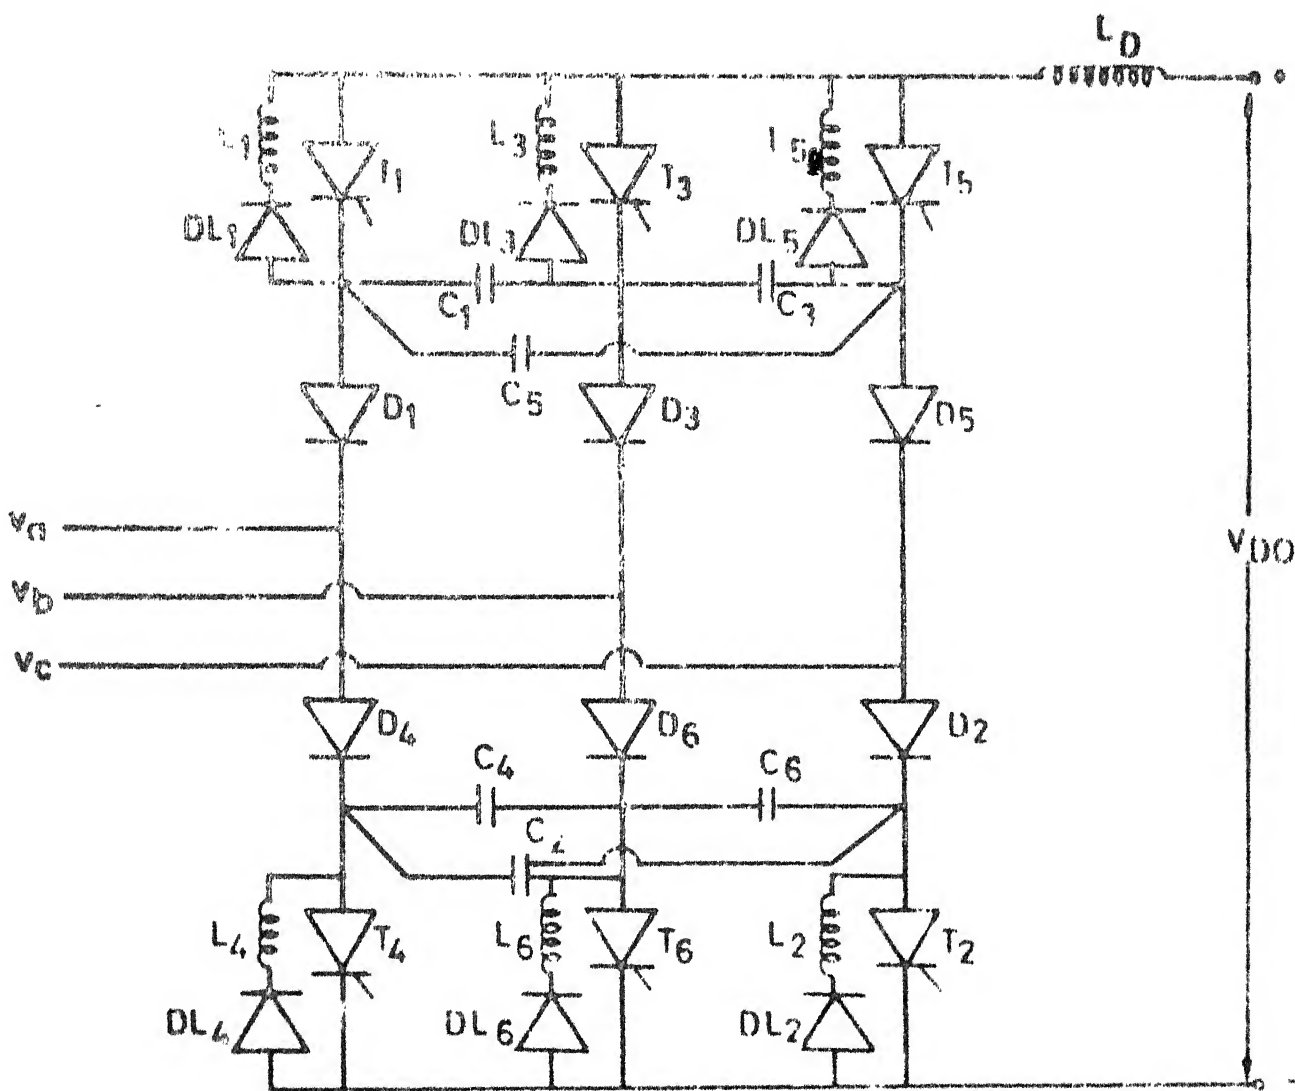 L D
L1 T1 L3 T3 L5 T5
DL1 DL3 DL5
C1 C3
C5
D1 D3 D5
va
vb
vc
VDO
D4 D6 D2
C4 C6
C
L4 T4 L6 T6 L2 T2
DL4 DL6 DL2